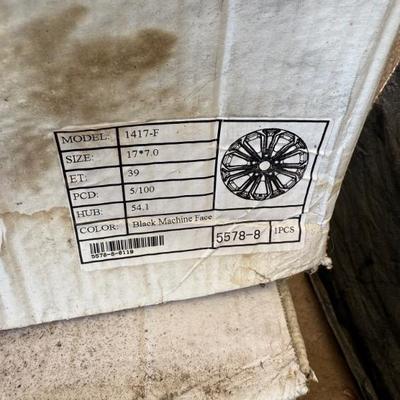 MODEL: 1417-F
SIZE: 17*7.0
ET: 39
PCD: 5/100
HUB: 54.1
COLOR: Black Machine Face
5578-8-0119 5578-8 1PCS